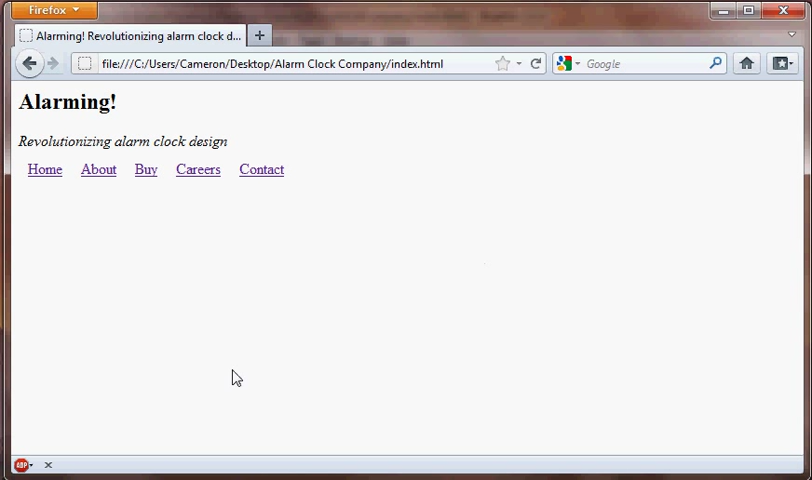 Firefox
Alarming! Revolutionizing alarm clock d...
file:///C:/Users/Cameron/Desktop/Alarm Clock Company/index.html
Google
Alarming!
Revolutionizing alarm clock design
Home About Buy Careers Contact
ABP